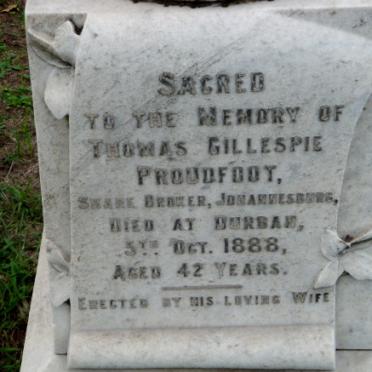 SACRED
TO THE MEMORY OF
THOMAS GILLESPIE
PROUDFOOT,
SHARE BROKER, JOHANNESBURG,
DIED AT DURBAN,
5TH OCT. 1888,
AGED 42 YEARS.
ERECTED BY HIS LOVING WIFE